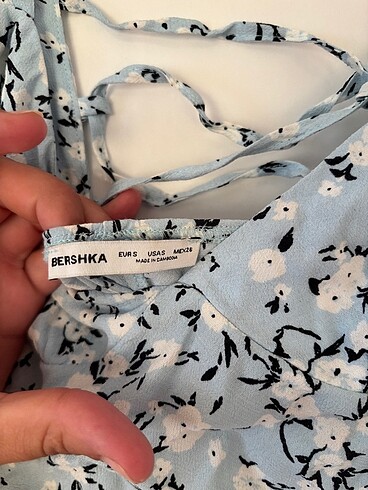 BERSHKA EUR S USA S MEX 26
MADE IN CAMBODIA